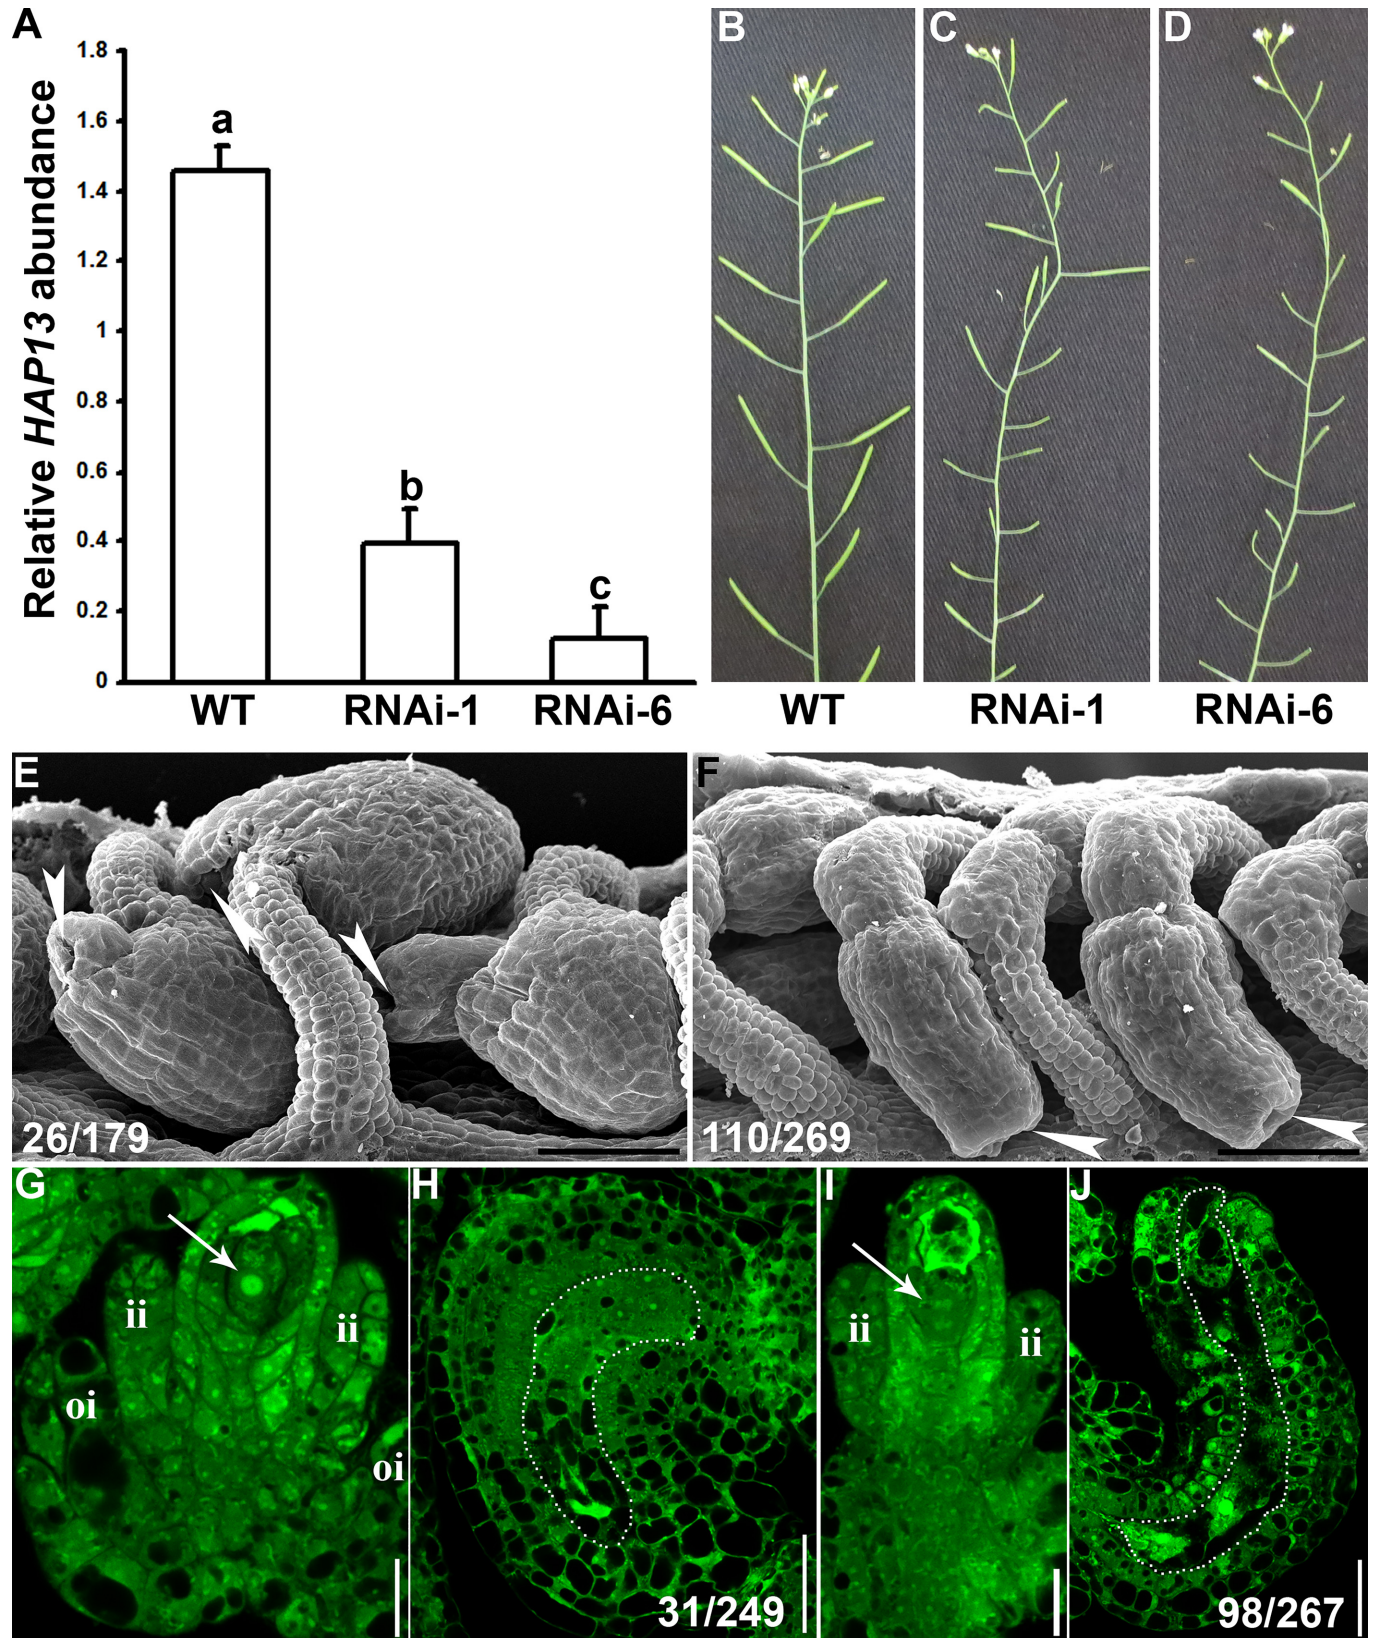 A
Relative HAP13 abundance
1.8
1.6
1.4
1.2
1
0.8
0.6
0.4
0.2
0
a
b
c
WT
RNAi-1
RNAi-6
B
WT
C
RNAi-1
D
RNAi-6
E
26/179
F
110/269
G
ii
ii
oi
oi
H
31/249
I
ii
ii
J
98/267